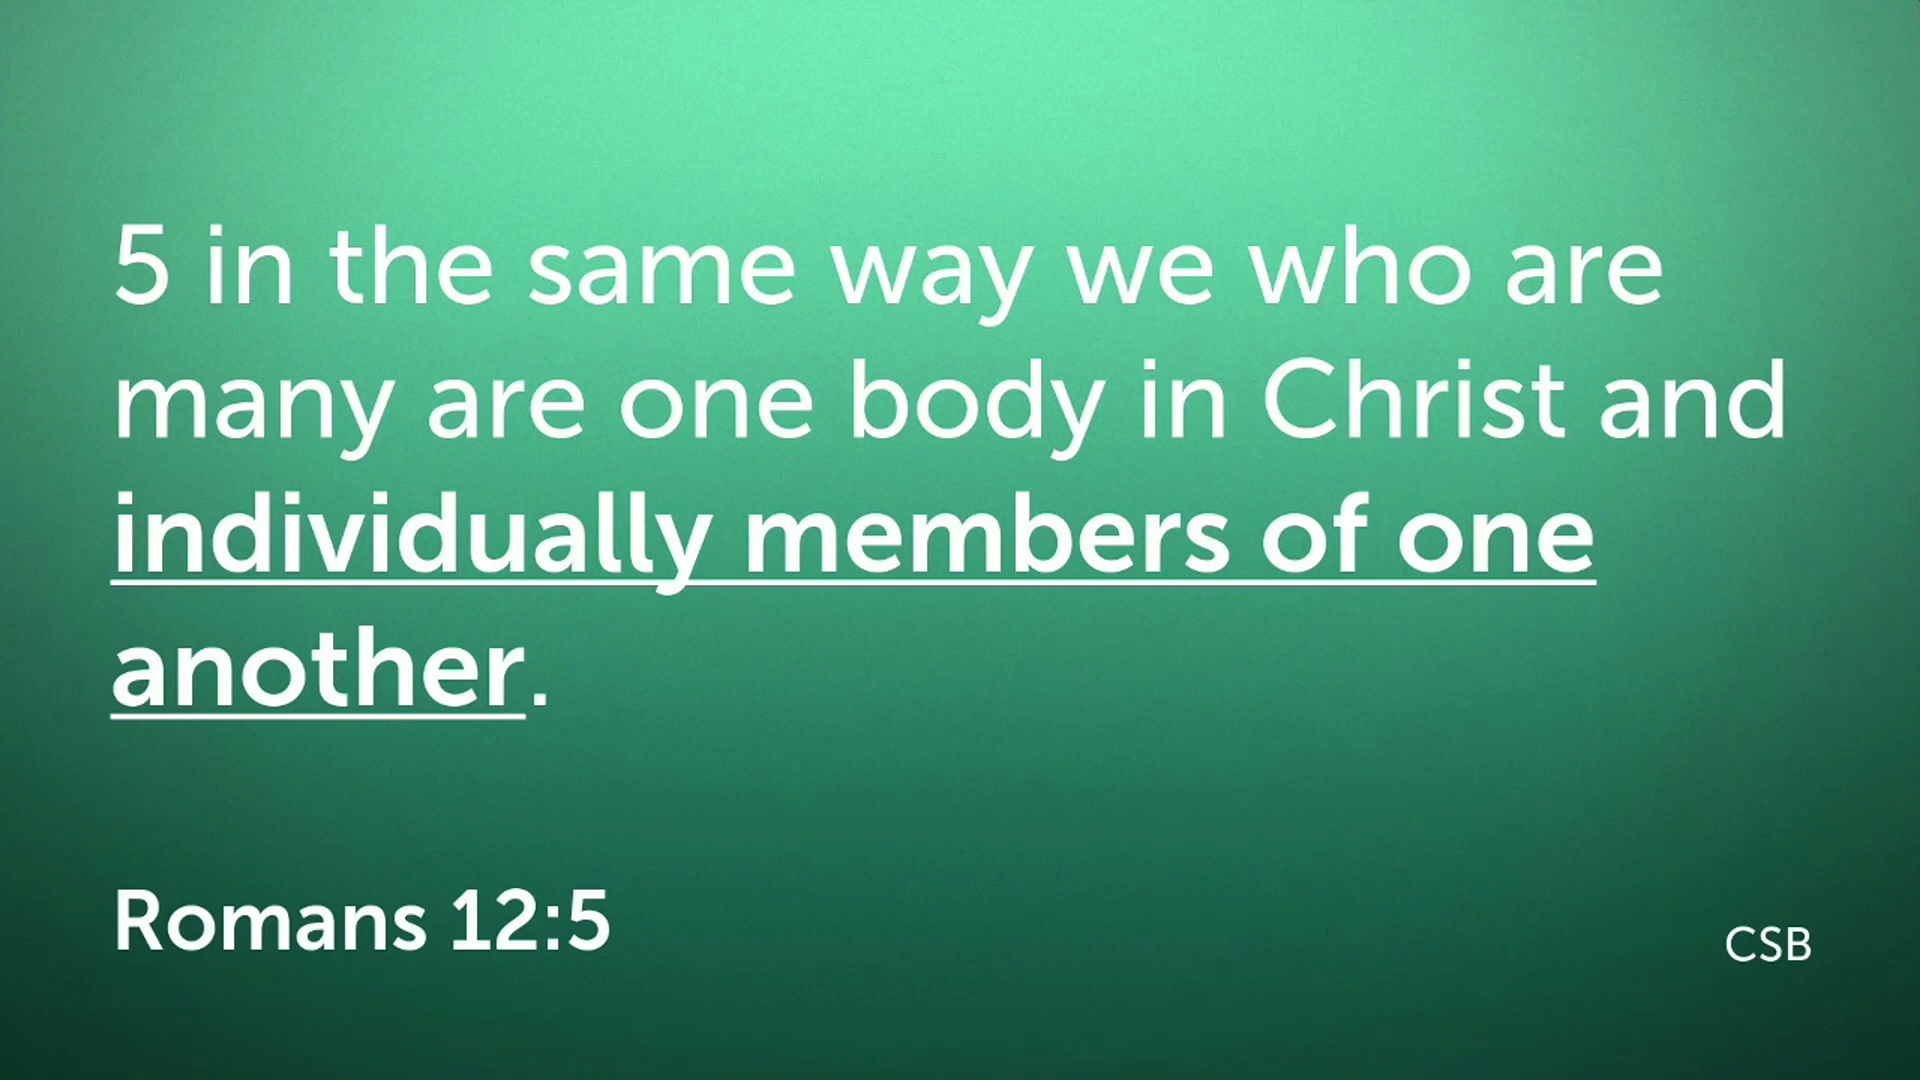 5 in the same way we who are
many are one body in Christ and
individually members of one
another.
Romans 12:5
CSB